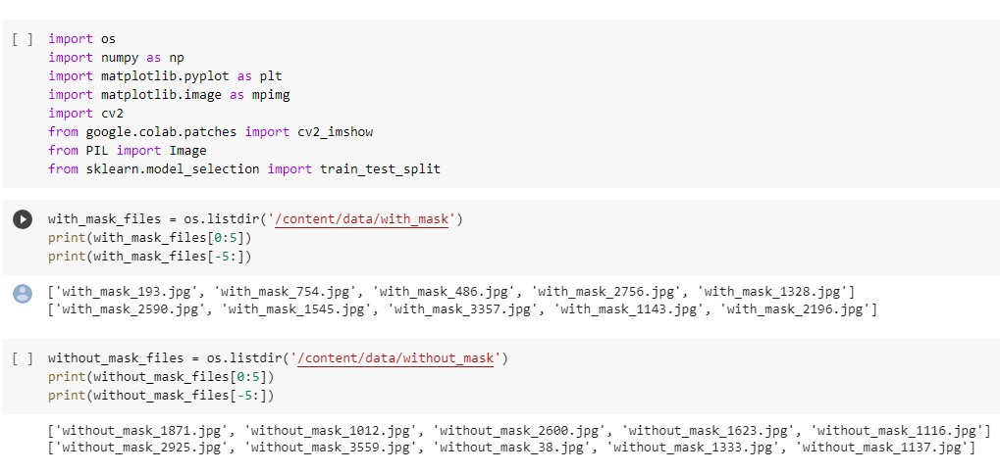 [ ] import os
import numpy as np
import matplotlib.pyplot as plt
import matplotlib.image as mpimg
import cv2
from google.colab.patches import cv2_imshow
from PIL import Image
from sklearn.model_selection import train_test_split
with_mask_files = os.listdir('/content/data/with_mask')
print(with_mask_files[0:5])
print(with_mask_files[-5:])
['with_mask_193.jpg', 'with_mask_754.jpg', 'with_mask_486.jpg', 'with_mask_2756.jpg', 'with_mask_1328.jpg']
['with_mask_2590.jpg', 'with_mask_1545.jpg', 'with_mask_3357.jpg', 'with_mask_1143.jpg', 'with_mask_2196.jpg']
[ ] without_mask_files = os.listdir('/content/data/without_mask')
print(without_mask_files[0:5])
print(without_mask_files[-5:])
['without_mask_1871.jpg', 'without_mask_1012.jpg', 'without_mask_2600.jpg', 'without_mask_1623.jpg', 'without_mask_1116.jpg']
['without_mask_2925.jpg', 'without_mask_3559.jpg', 'without_mask_38.jpg', 'without_mask_1333.jpg', 'without_mask_1137.jpg']